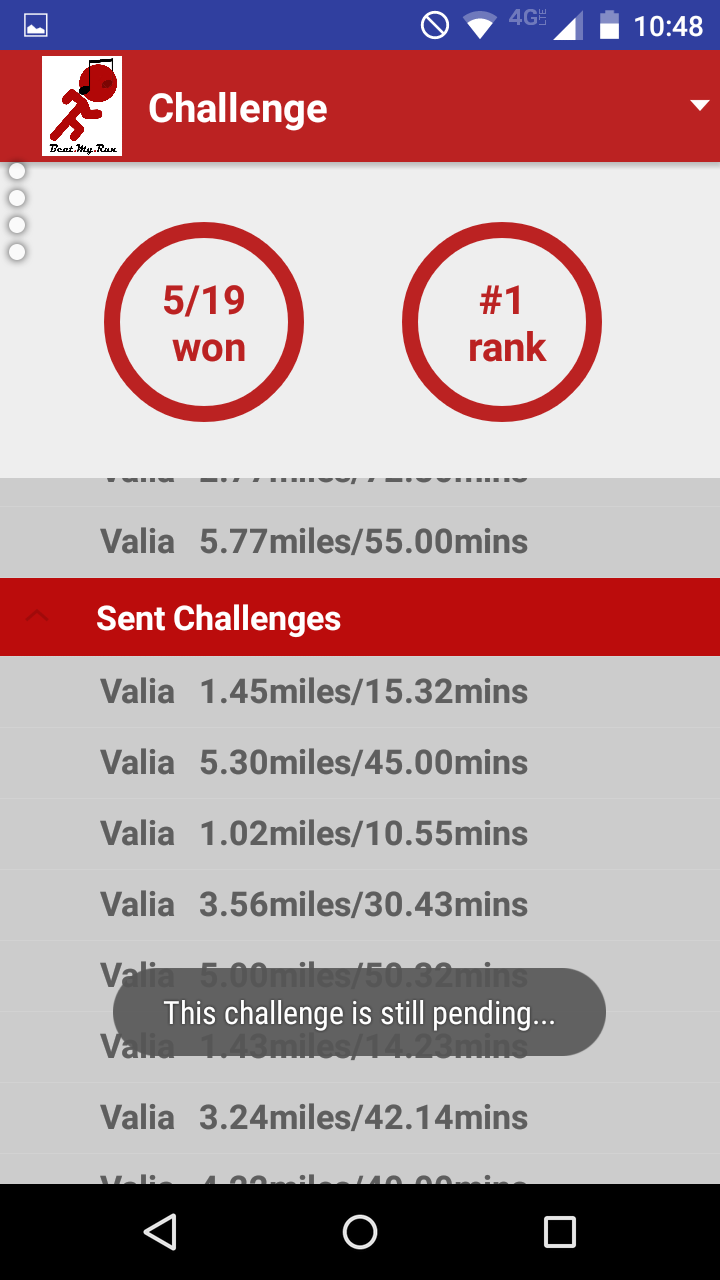 4G LTE 10:48
Beat.My.Run
Challenge
5/19
won
#1
rank
Valia
Valia 5.77miles/55.00mins
Sent Challenges
Valia 1.45miles/15.32mins
Valia 5.30miles/45.00mins
Valia 1.02miles/10.55mins
Valia 3.56miles/30.43mins
Valia 5.00miles/50.32mins
This challenge is still pending...
Valia 1.43miles/14.23mins
Valia 3.24miles/42.14mins
Valia